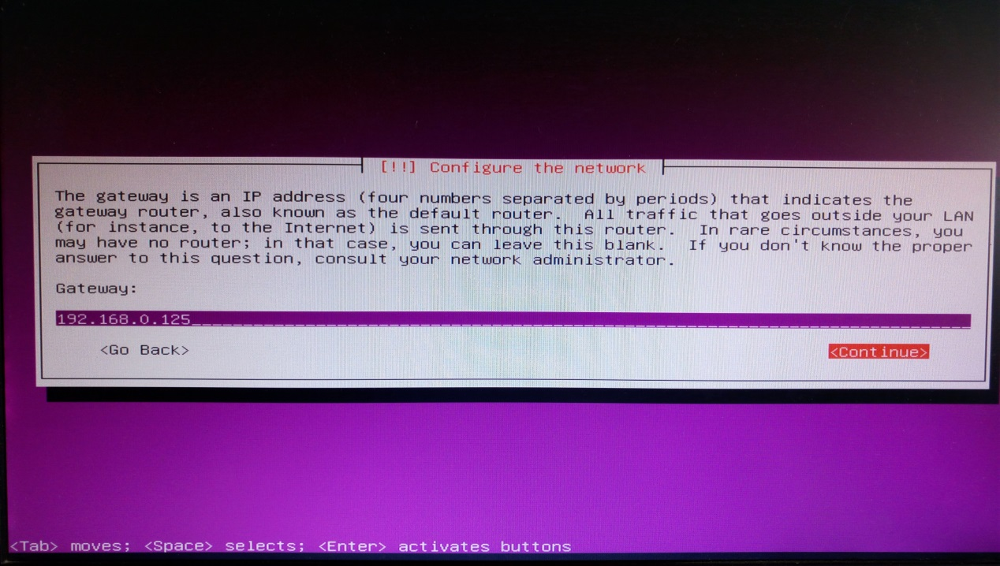 [!!] Configure the network
The gateway is an IP address (four numbers separated by periods) that indicates the
gateway router, also known as the default router.  All traffic that goes outside your LAN
(for instance, to the Internet) is sent through this router.  In rare circumstances, you
may have no router; in that case, you can leave this blank.  If you don't know the proper
answer to this question, consult your network administrator.
Gateway:
192.168.0.125
<Go Back> <Continue>
<Tab> moves; <Space> selects; <Enter> activates buttons